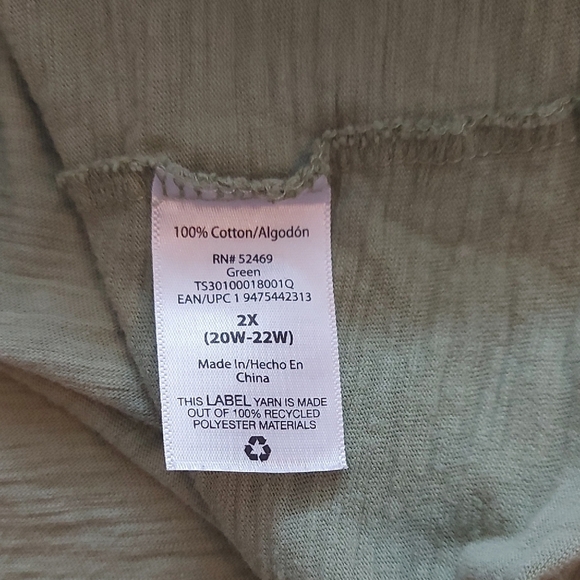 100% Cotton/Algodón
RN# 52469
Green
TS30100018001Q
EAN/UPC 1 9475442313
2X
(20W-22W)
Made In/Hecho En
China
THIS LABEL YARN IS MADE
OUT OF 100% RECYCLED
POLYESTER MATERIALS